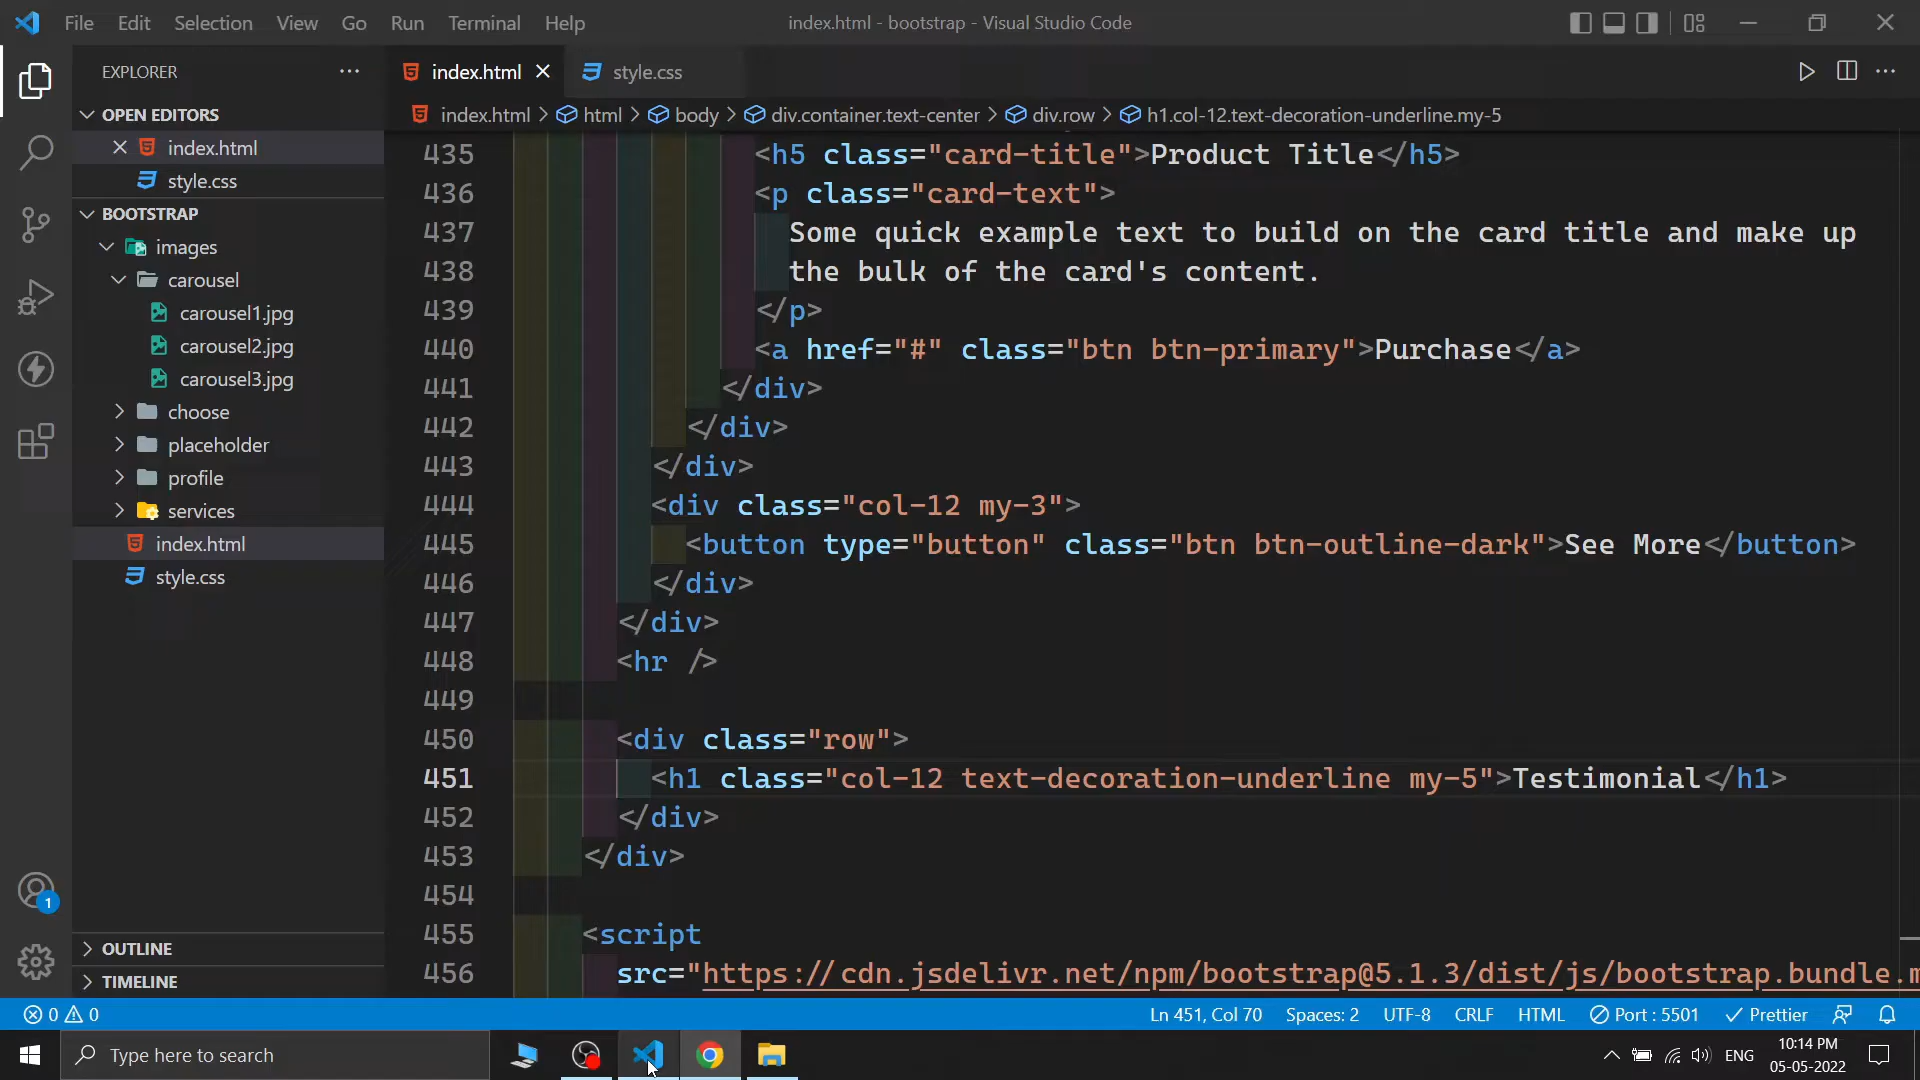 File Edit Selection View Go Run Terminal Help index.html - bootstrap - Visual Studio Code
EXPLORER
index.html
style.css
OPEN EDITORS
index.html
style.css
BOOTSTRAP
images
carousel
carousel1.jpg
carousel2.jpg
carousel3.jpg
choose
placeholder
profile
services
index.html
style.css
OUTLINE
TIMELINE
1
index.html > html > body > div.container.text-center > div.row > h1.col-12.text-decoration-underline.my-5
435 <h5 class="card-title">Product Title</h5>
436 <p class="card-text">
437 Some quick example text to build on the card title and make up
438 the bulk of the card's content.
439 </p>
440 <a href="#" class="btn btn-primary">Purchase</a>
441 </div>
442 </div>
443 </div>
444 <div class="col-12 my-3">
445 <button type="button" class="btn btn-outline-dark">See More</button>
446 </div>
447 </div>
448 <hr />
449
450 <div class="row">
451 <h1 class="col-12 text-decoration-underline my-5">Testimonial</h1>
452 </div>
453 </div>
454
455 <script
456 src="https://cdn.jsdelivr.net/npm/bootstrap@5.1.3/dist/js/bootstrap.bundle.m
0 0 Ln 451, Col 70 Spaces: 2 UTF-8 CRLF HTML Port : 5501 Prettier
Type here to search
ENG
10:14 PM
05-05-2022